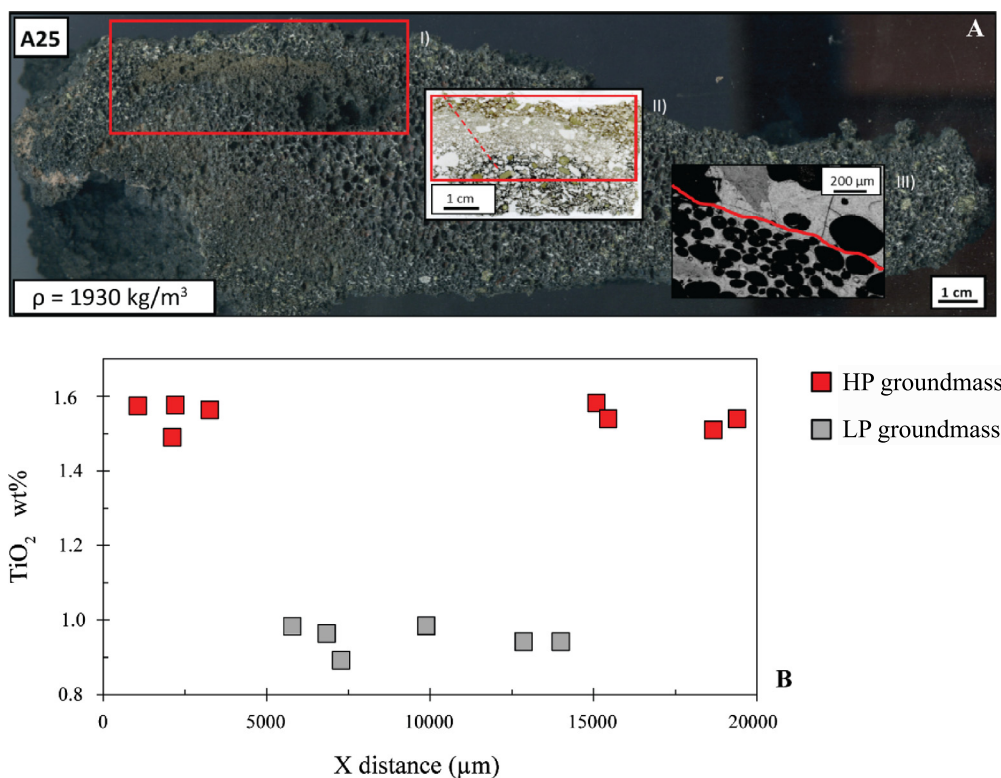 A25
A
I)
II)
1 cm
III)
200 µm
ρ = 1930 kg/m³
1 cm
HP groundmass
LP groundmass
TiO₂ wt%
1.6
1.4
1.2
1.0
0.8
B
0
5000
10000
15000
20000
X distance (µm)